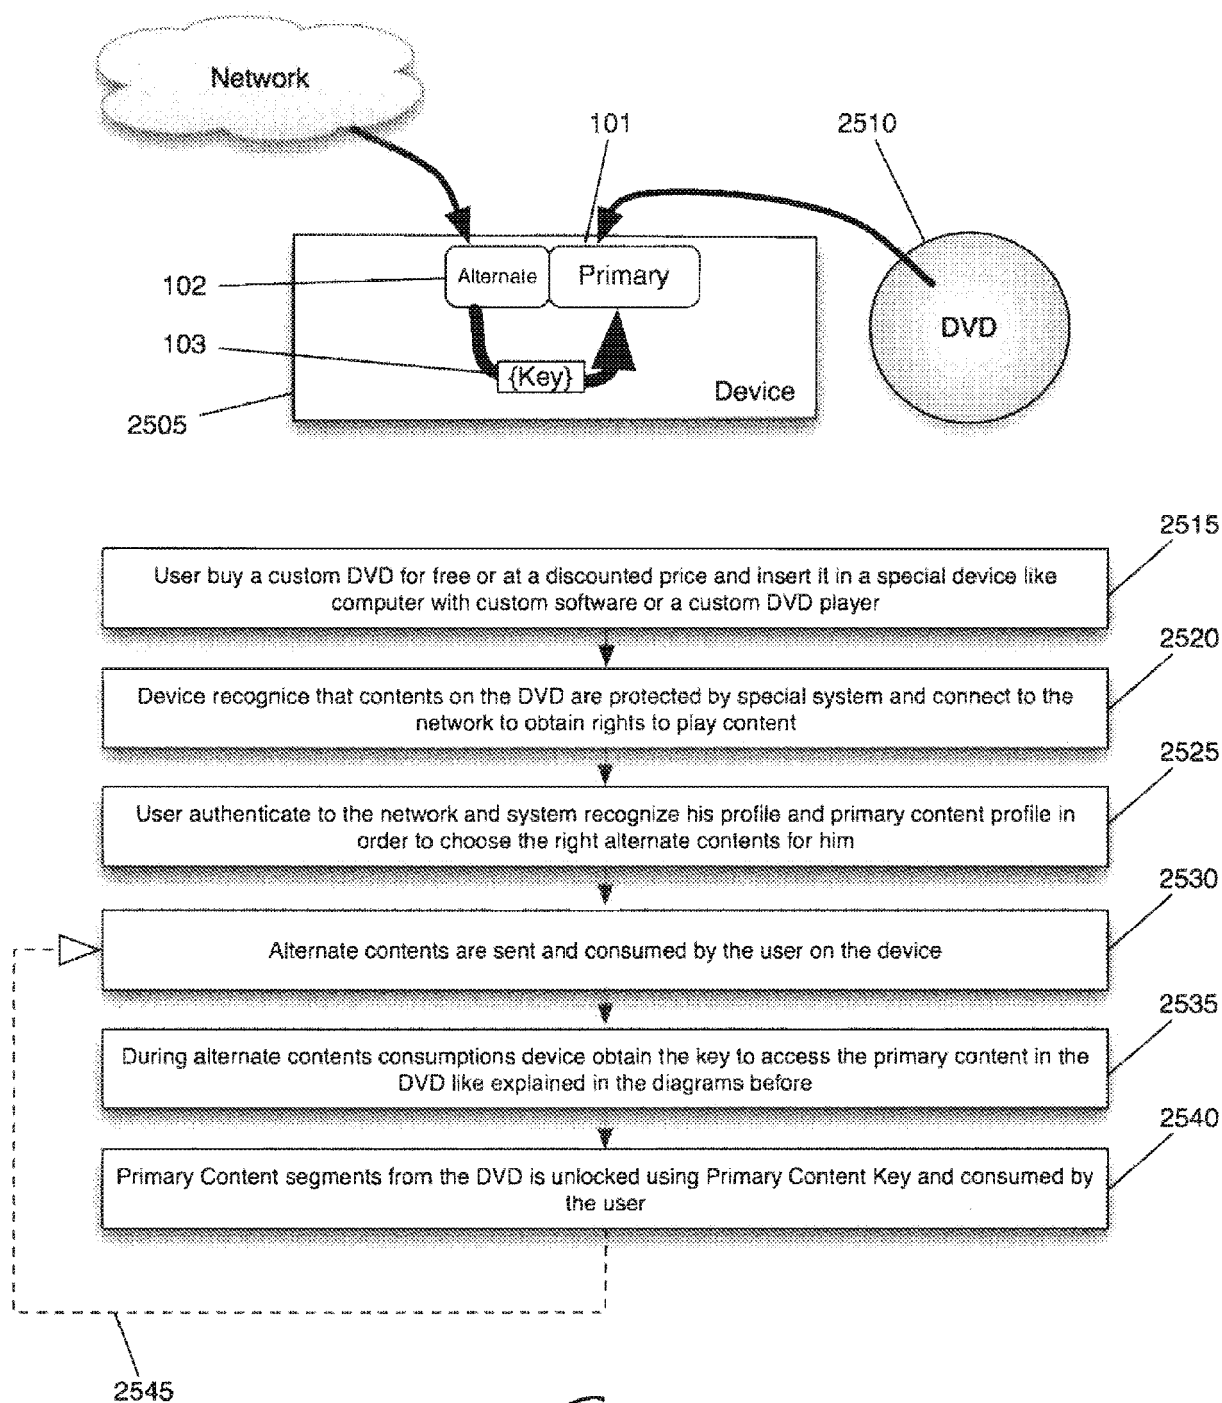 Network
101
2510
Alternate
Primary
102
DVD
103
{Key}
Device
2505
2515
User buy a custom DVD for free or at a discounted price and insert it in a special device like
computer with custom software or a custom DVD player
2520
Device recognice that contents on the DVD are protected by special system and connect to the
network to obtain rights to play content
2525
User authenticate to the network and system recognize his profile and primary content profile in
order to choose the right alternate contents for him
2530
Alternate contents are sent and consumed by the user on the device
2535
During alternate contents consumptions device obtain the key to access the primary content in the
DVD like explained in the diagrams before
2540
Primary Content segments from the DVD is unlocked using Primary Content Key and consumed by
the user
2545